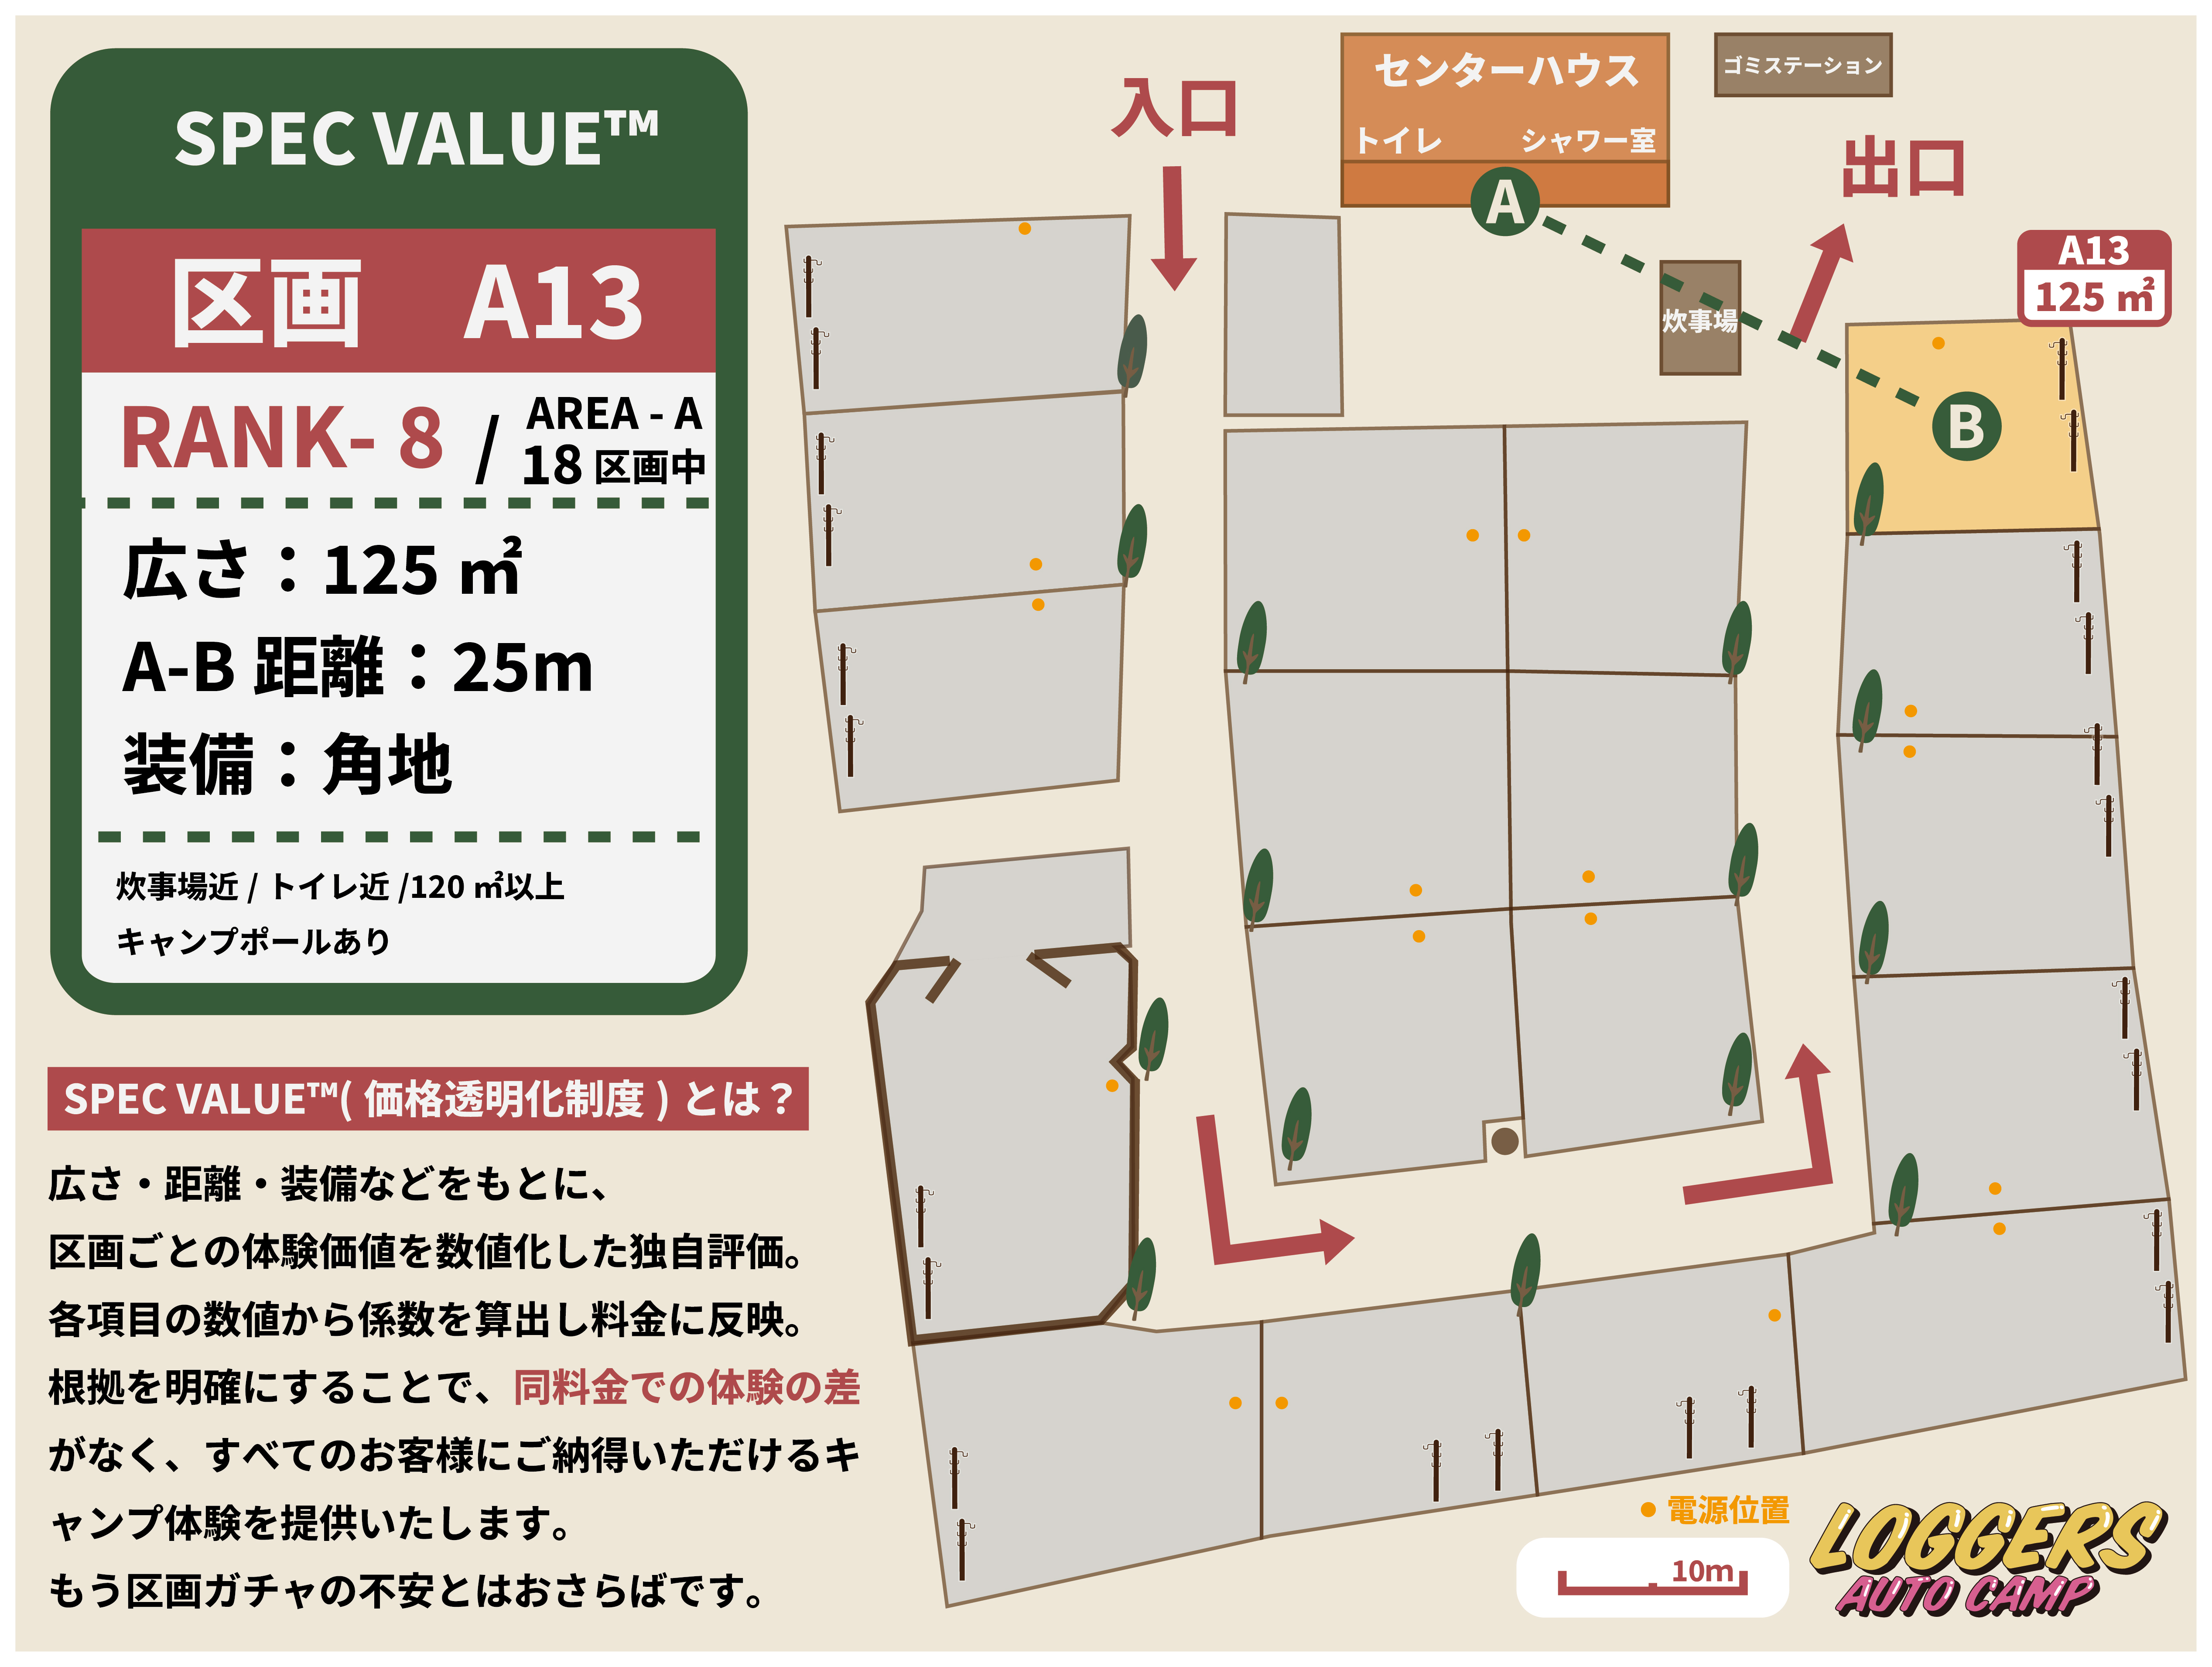 SPEC VALUE™
区画 A13
RANK- 8 / AREA - A
18 区画中
広さ：125 ㎡
A-B 距離：25m
装備：角地
炊事場近 / トイレ近 /120 ㎡以上
キャンプポールあり
SPEC VALUE™( 価格透明化制度 ) とは？
広さ・距離・装備などをもとに、
区画ごとの体験価値を数値化した独自評価。
各項目の数値から係数を算出し料金に反映。
根拠を明確にすることで、同料金での体験の差
がなく、すべてのお客様にご納得いただけるキ
ャンプ体験を提供いたします。
もう区画ガチャの不安とはおさらばです。
入口
センターハウス
トイレ シャワー室
A
ゴミステーション
出口
炊事場
A13
125 ㎡
B
電源位置
10m
LOGGERS
AUTO CAMP